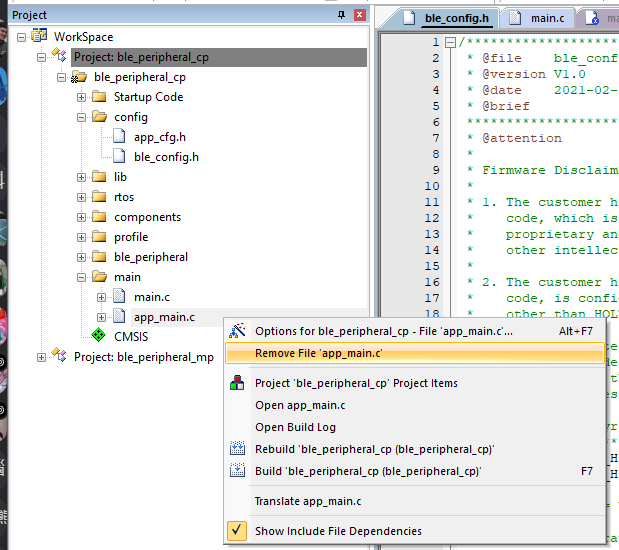 Project
WorkSpace
Project: ble_peripheral_cp
ble_peripheral_cp
Startup Code
config
app_cfg.h
ble_config.h
lib
rtos
components
profile
ble_peripheral
main
main.c
app_main.c
CMSIS
Project: ble_peripheral_mp
Options for ble_peripheral_cp - File 'app_main.c'... Alt+F7
Remove File 'app_main.c'
Project 'ble_peripheral_cp' Project Items
Open app_main.c
Open Build Log
Rebuild 'ble_peripheral_cp (ble_peripheral_cp)'
Build 'ble_peripheral_cp (ble_peripheral_cp)' F7
Translate app_main.c
Show Include File Dependencies
ble_config.h main.c
1 /*********************
2 * @file ble_conf
3 * @version V1.0
4 * @date 2021-02-
5 * @brief
6 *********************
7 * @attention
8 *
9 * Firmware Disclaim
10 *
11 * 1. The customer h
12 * code, which is
13 * proprietary an
14 * other intellec
15 *
16 * 2. The customer h
17 * code, is confi
18 * other than HOL